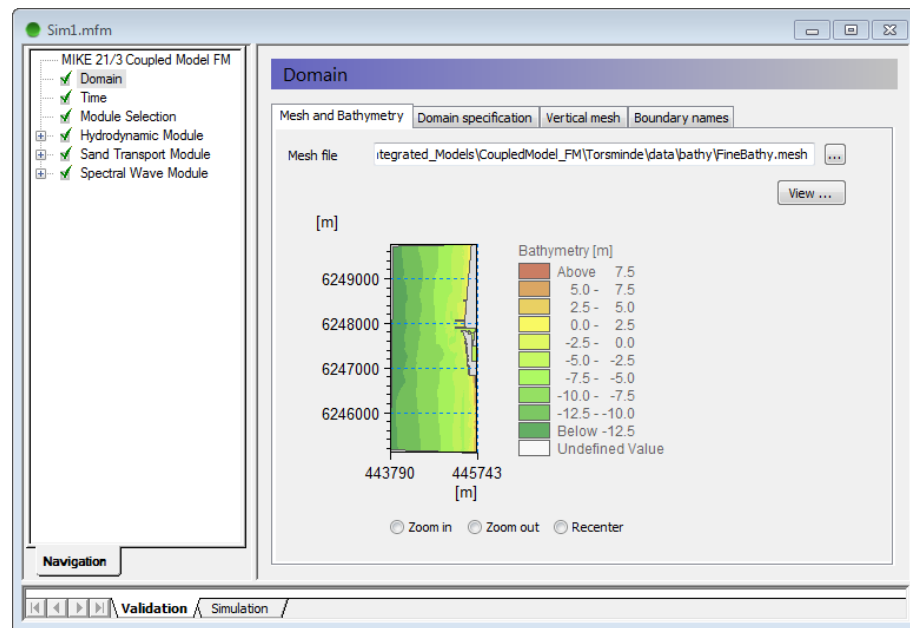 Sim1.mfm
MIKE 21/3 Coupled Model FM
Domain
Time
Module Selection
Hydrodynamic Module
Sand Transport Module
Spectral Wave Module
Navigation
Domain
Mesh and Bathymetry Domain specification Vertical mesh Boundary names
Mesh file ntegrated_Models\CoupledModel_FM\Torsminde\data\bathy\FineBathy.mesh ...
View ...
[m]
6249000
6248000
6247000
6246000
443790 445743
[m]
Bathymetry [m]
Above 7.5
5.0 - 7.5
2.5 - 5.0
0.0 - 2.5
-2.5 - 0.0
-5.0 - -2.5
-7.5 - -5.0
-10.0 - -7.5
-12.5 - -10.0
Below -12.5
Undefined Value
Zoom in Zoom out Recenter
Validation Simulation